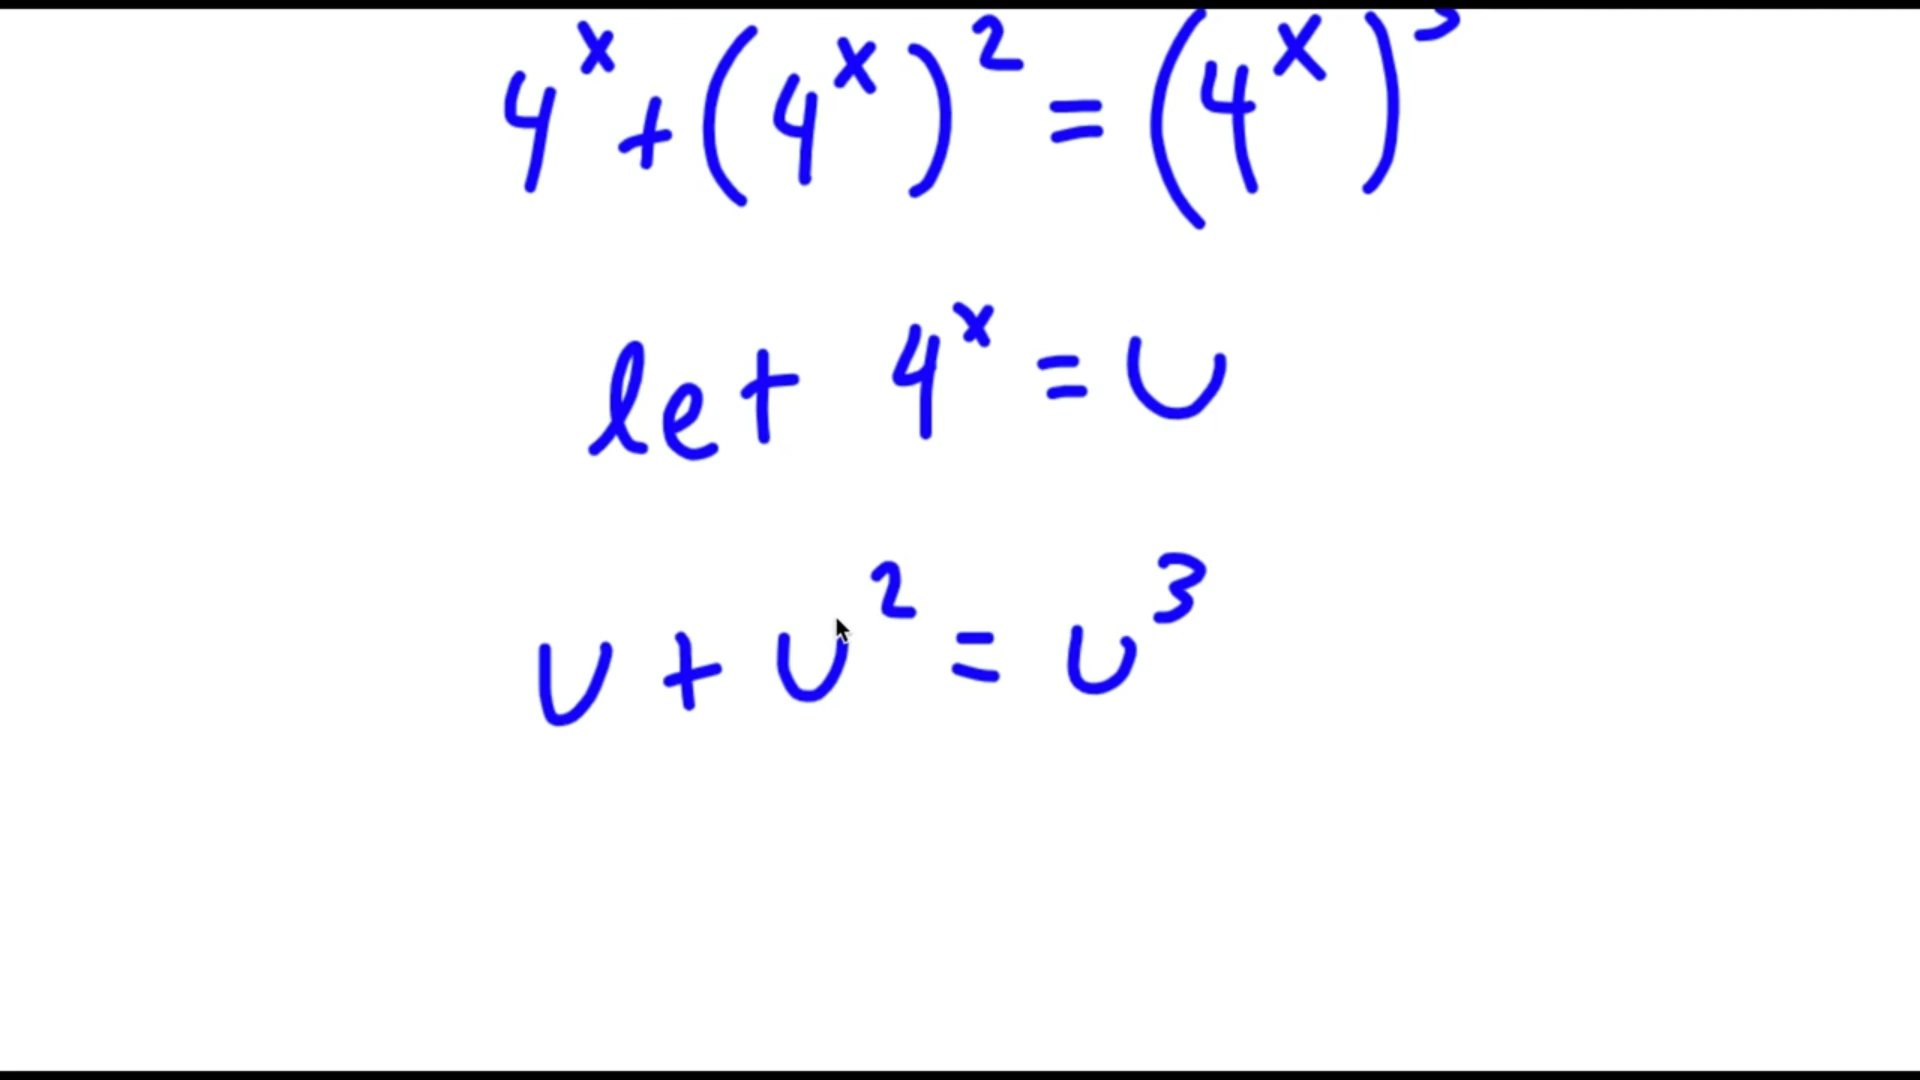 4^x + (4^x)^2 = (4^x)^3
let 4^x = u
u + u^2 = u^3